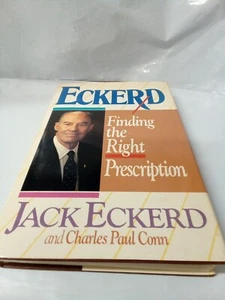 ECKERD
Finding
the
Right
Prescription
JACK ECKERD
and Charles Paul Conn